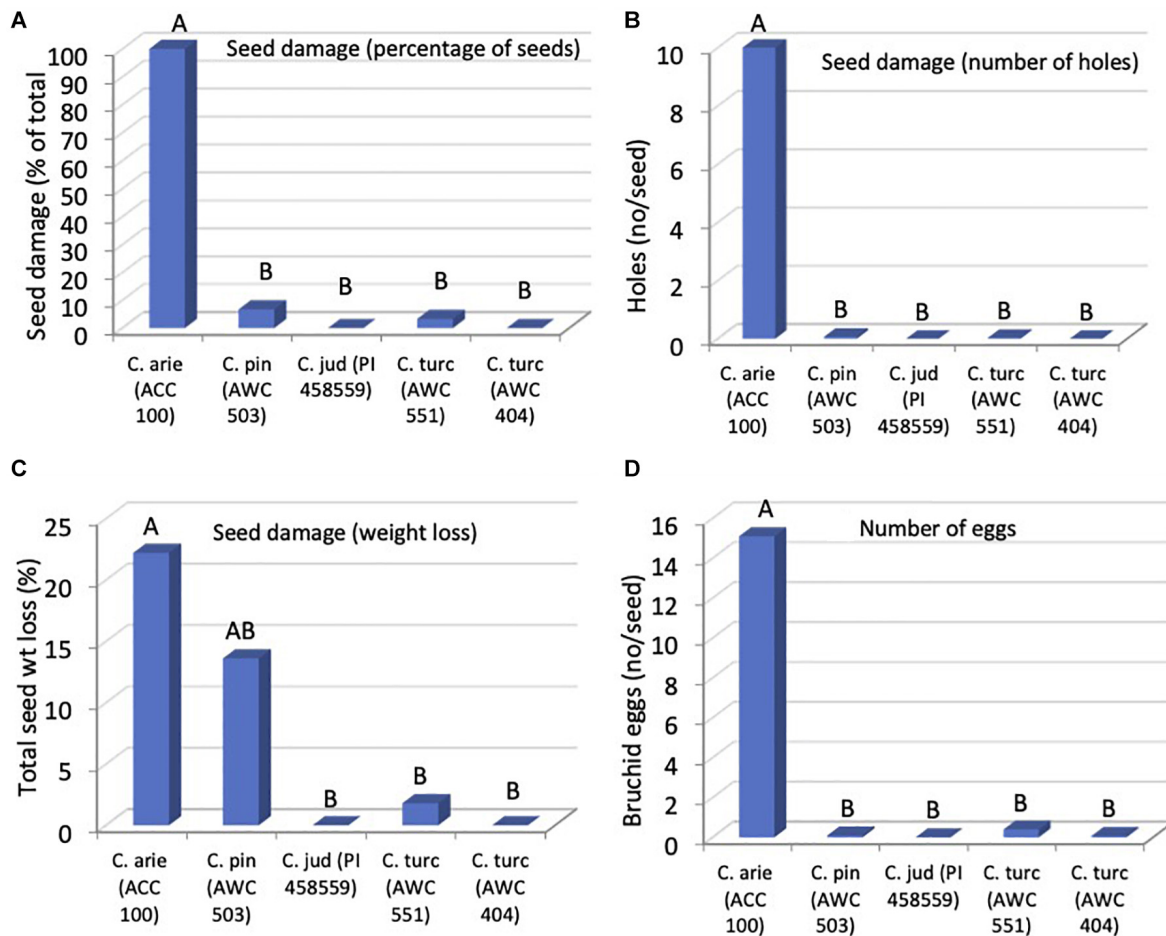 A
Seed damage (percentage of seeds)
Seed damage (% of total
100
90
80
70
60
50
40
30
20
10
0
A
B
B
B
B
C. arie
(ACC
100)
C. pin
(AWC
503)
C. jud (PI
458559)
C. turc
(AWC
551)
C. turc
(AWC
404)
B
Seed damage (number of holes)
Holes (no/seed)
10
8
6
4
2
0
A
B
B
B
B
C. arie
(ACC
100)
C. pin
(AWC
503)
C. jud
(PI
458559)
C. turc
(AWC
551)
C. turc
(AWC
404)
C
Seed damage (weight loss)
Total seed wt loss (%)
25
20
15
10
5
0
A
AB
B
B
B
C. arie
(ACC
100)
C. pin
(AWC
503)
C. jud (PI
458559)
C. turc
(AWC
551)
C. turc
(AWC
404)
D
Number of eggs
Bruchid eggs (no/seed)
16
14
12
10
8
6
4
2
0
A
B
B
B
B
C. arie
(ACC
100)
C. pin
(AWC
503)
C. jud (PI
458559)
C. turc
(AWC
551)
C. turc
(AWC
404)